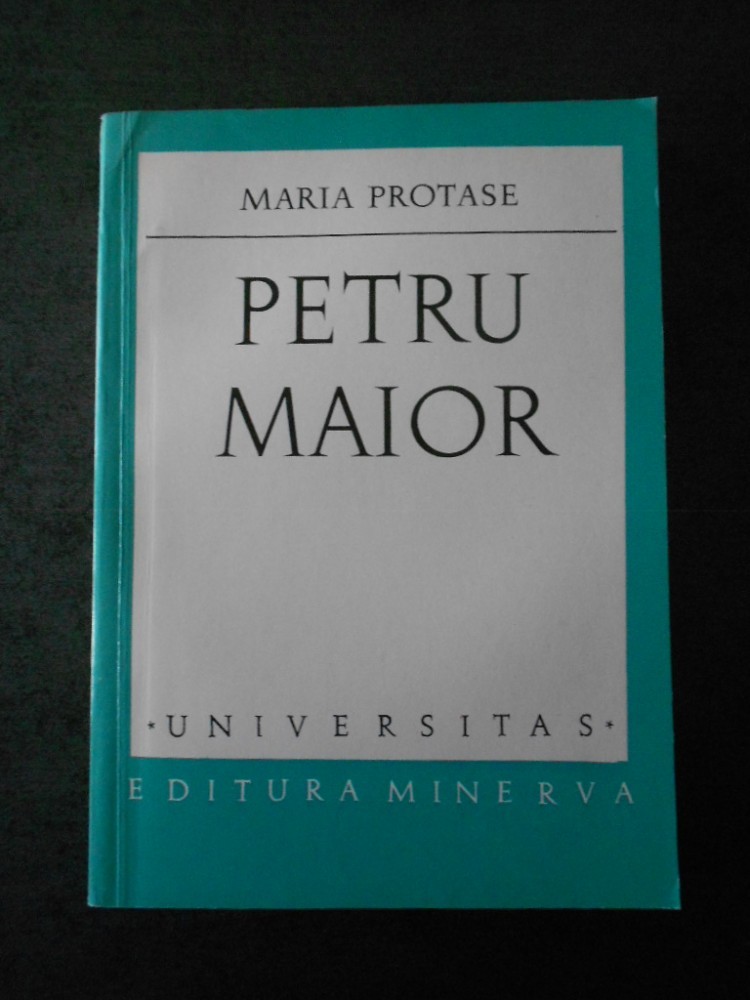 MARIA PROTASE
PETRU
MAIOR
*UNIVERSITAS*
EDITURA MINERVA